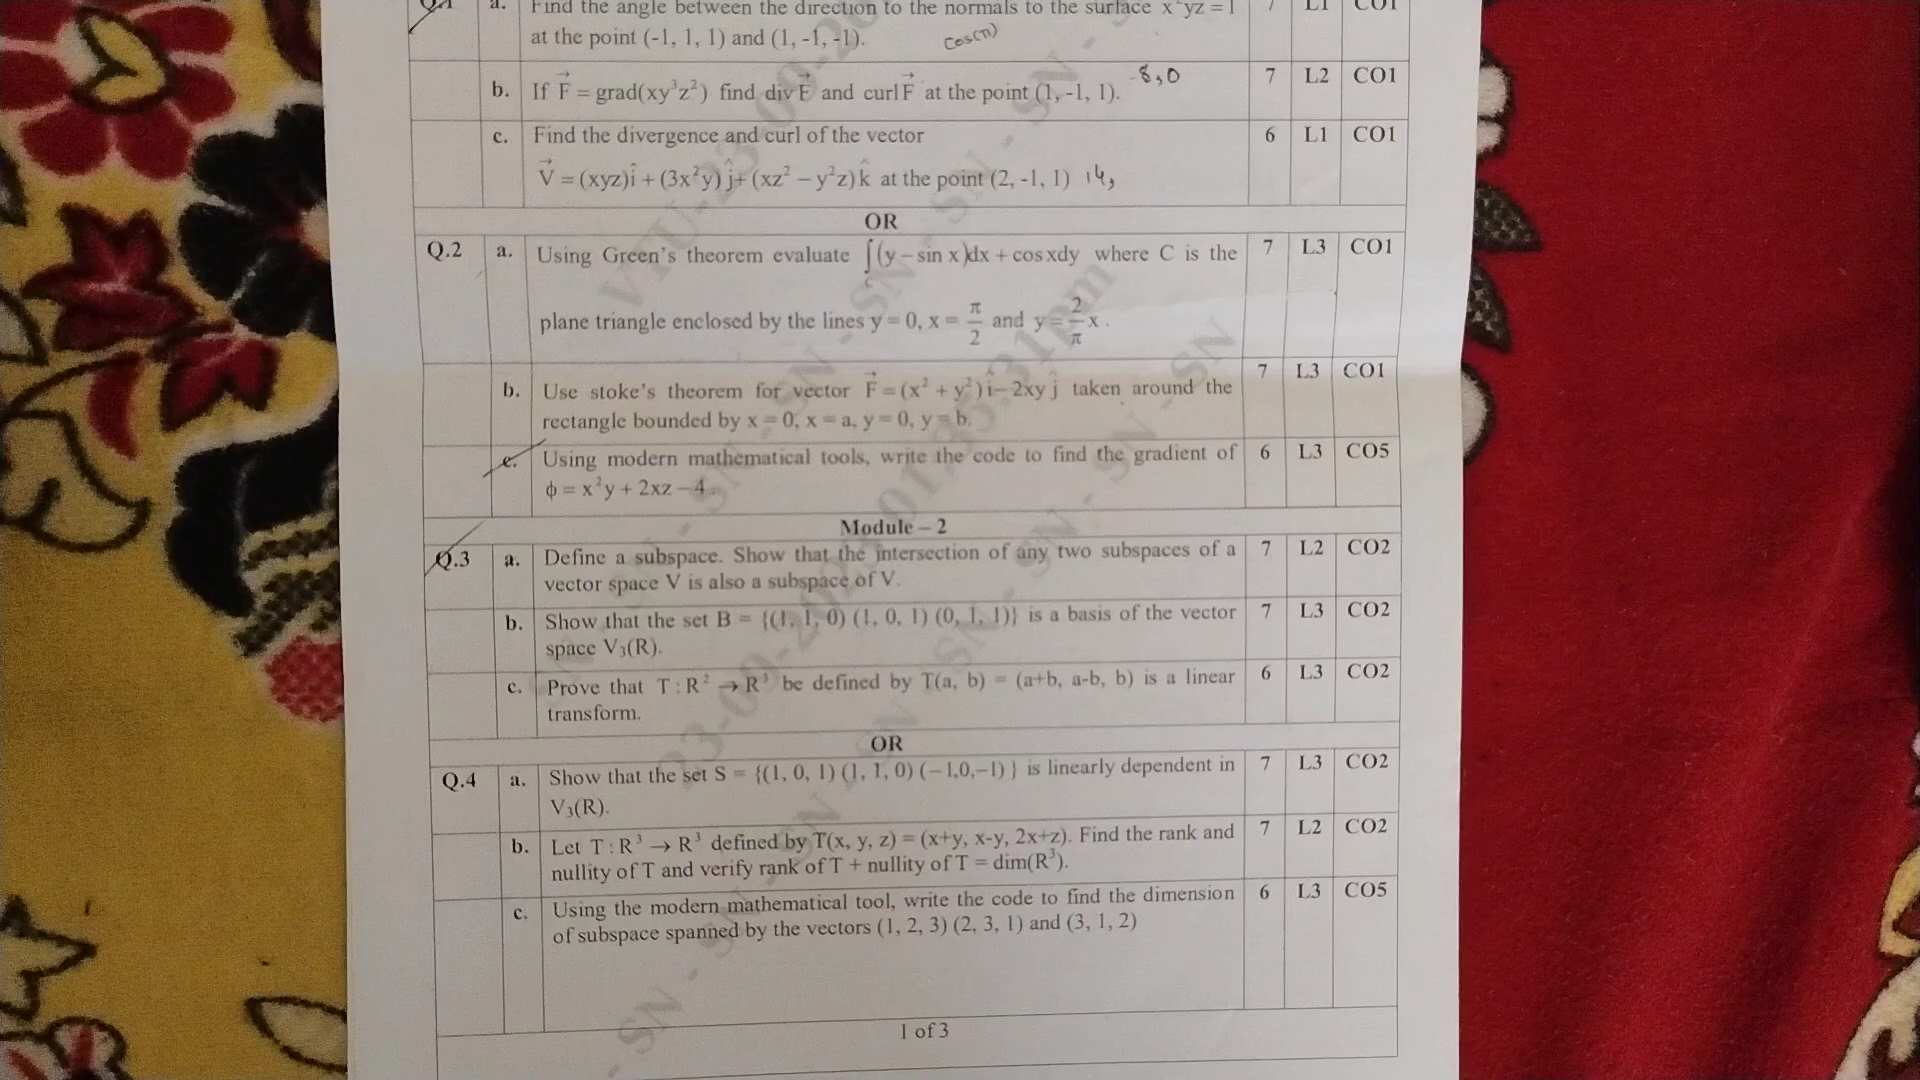 a. Find the angle between the direction to the normals to the surface x²yz = 1 7 L1 CO1
at the point (-1, 1, 1) and (1, -1, -1). cos(π)
b. If F⃗ = grad(xy³z²) find div F⃗ and curl F⃗ at the point (1, -1, 1). -8,0 7 L2 CO1
c. Find the divergence and curl of the vector 6 L1 CO1
V⃗ = (xyz)î + (3x²y)ĵ + (xz² – y²z)k̂ at the point (2, -1, 1) 14,
OR
Q.2 a. Using Green's theorem evaluate ∫(y – sin x)dx + cos xdy where C is the 7 L3 CO1
c
plane triangle enclosed by the lines y = 0, x = π/2 and y = 2/π x .
b. Use stoke's theorem for vector F⃗ = (x² + y²)î – 2xy ĵ taken around the 7 L3 CO1
rectangle bounded by x = 0, x = a, y = 0, y = b.
c. Using modern mathematical tools, write the code to find the gradient of 6 L3 CO5
ϕ = x²y + 2xz – 4 .
Module – 2
Q.3 a. Define a subspace. Show that the intersection of any two subspaces of a 7 L2 CO2
vector space V is also a subspace of V.
b. Show that the set B = {(1, 1, 0) (1, 0, 1) (0, 1, 1)} is a basis of the vector 7 L3 CO2
space V₃(R).
c. Prove that T : R² → R³ be defined by T(a, b) = (a+b, a-b, b) is a linear 6 L3 CO2
transform.
OR
Q.4 a. Show that the set S = {(1, 0, 1) (1, 1, 0) (–1,0,–1) } is linearly dependent in 7 L3 CO2
V₃(R).
b. Let T : R³ → R³ defined by T(x, y, z) = (x+y, x-y, 2x+z). Find the rank and 7 L2 CO2
nullity of T and verify rank of T + nullity of T = dim(R³).
c. Using the modern mathematical tool, write the code to find the dimension 6 L3 CO5
of subspace spanned by the vectors (1, 2, 3) (2, 3, 1) and (3, 1, 2)
1 of 3